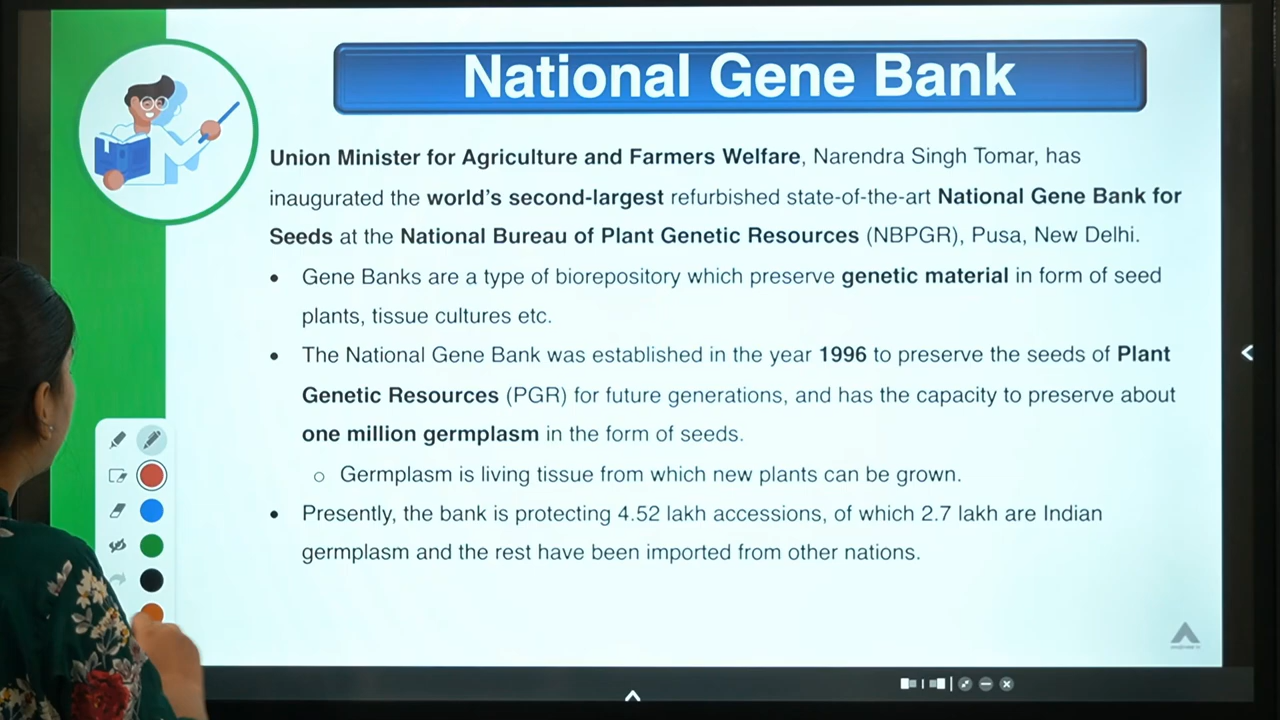 National Gene Bank
Union Minister for Agriculture and Farmers Welfare, Narendra Singh Tomar, has
inaugurated the world's second-largest refurbished state-of-the-art National Gene Bank for
Seeds at the National Bureau of Plant Genetic Resources (NBPGR), Pusa, New Delhi.
• Gene Banks are a type of biorepository which preserve genetic material in form of seed
plants, tissue cultures etc.
• The National Gene Bank was established in the year 1996 to preserve the seeds of Plant
Genetic Resources (PGR) for future generations, and has the capacity to preserve about
one million germplasm in the form of seeds.
○ Germplasm is living tissue from which new plants can be grown.
• Presently, the bank is protecting 4.52 lakh accessions, of which 2.7 lakh are Indian
germplasm and the rest have been imported from other nations.